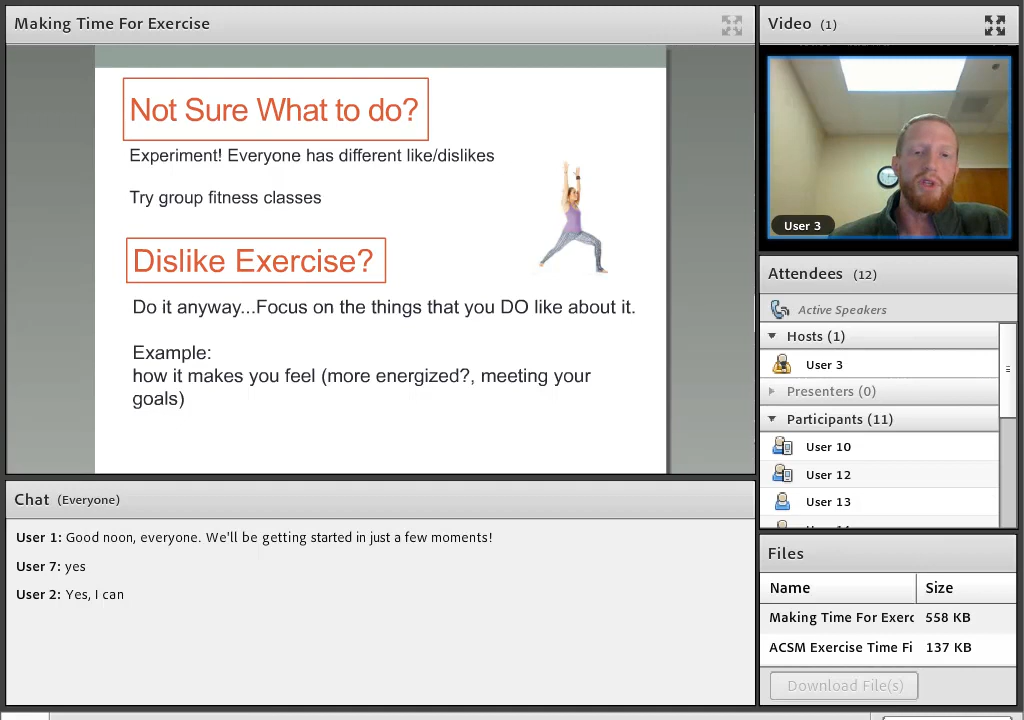 Making Time For Exercise
Not Sure What to do?
Experiment! Everyone has different like/dislikes
Try group fitness classes
Dislike Exercise?
Do it anyway...Focus on the things that you DO like about it.
Example:
how it makes you feel (more energized?, meeting your
goals)
Chat (Everyone)
User 1: Good noon, everyone. We'll be getting started in just a few moments!
User 7: yes
User 2: Yes, I can
Video (1)
User 3
Attendees (12)
Active Speakers
Hosts (1)
User 3
Presenters (0)
Participants (11)
User 10
User 12
User 13
Files
Name Size
Making Time For Exerc 558 KB
ACSM Exercise Time Fi 137 KB
Download File(s)